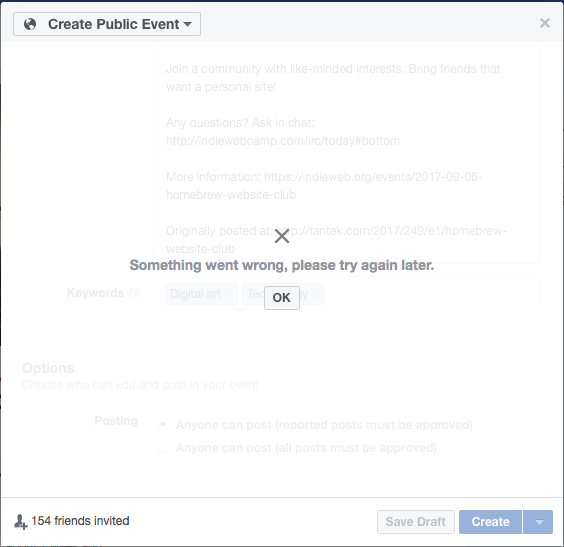 Create Public Event
Join a community with like-minded interests. Bring friends that
want a personal site!
Any questions? Ask in chat:
http://indiewebcamp.com/irc/today#bottom
More information: https://indieweb.org/events/2017-09-06-
homebrew-website-club
Originally posted at: http://tantek.com/2017/249/e1/homebrew-
website-club
Something went wrong, please try again later.
Keywords Digital art
OK
Options
Choose who can edit and post in your event
Posting Anyone can post (reported posts must be approved)
Anyone can post (all posts must be approved)
154 friends invited Save Draft Create